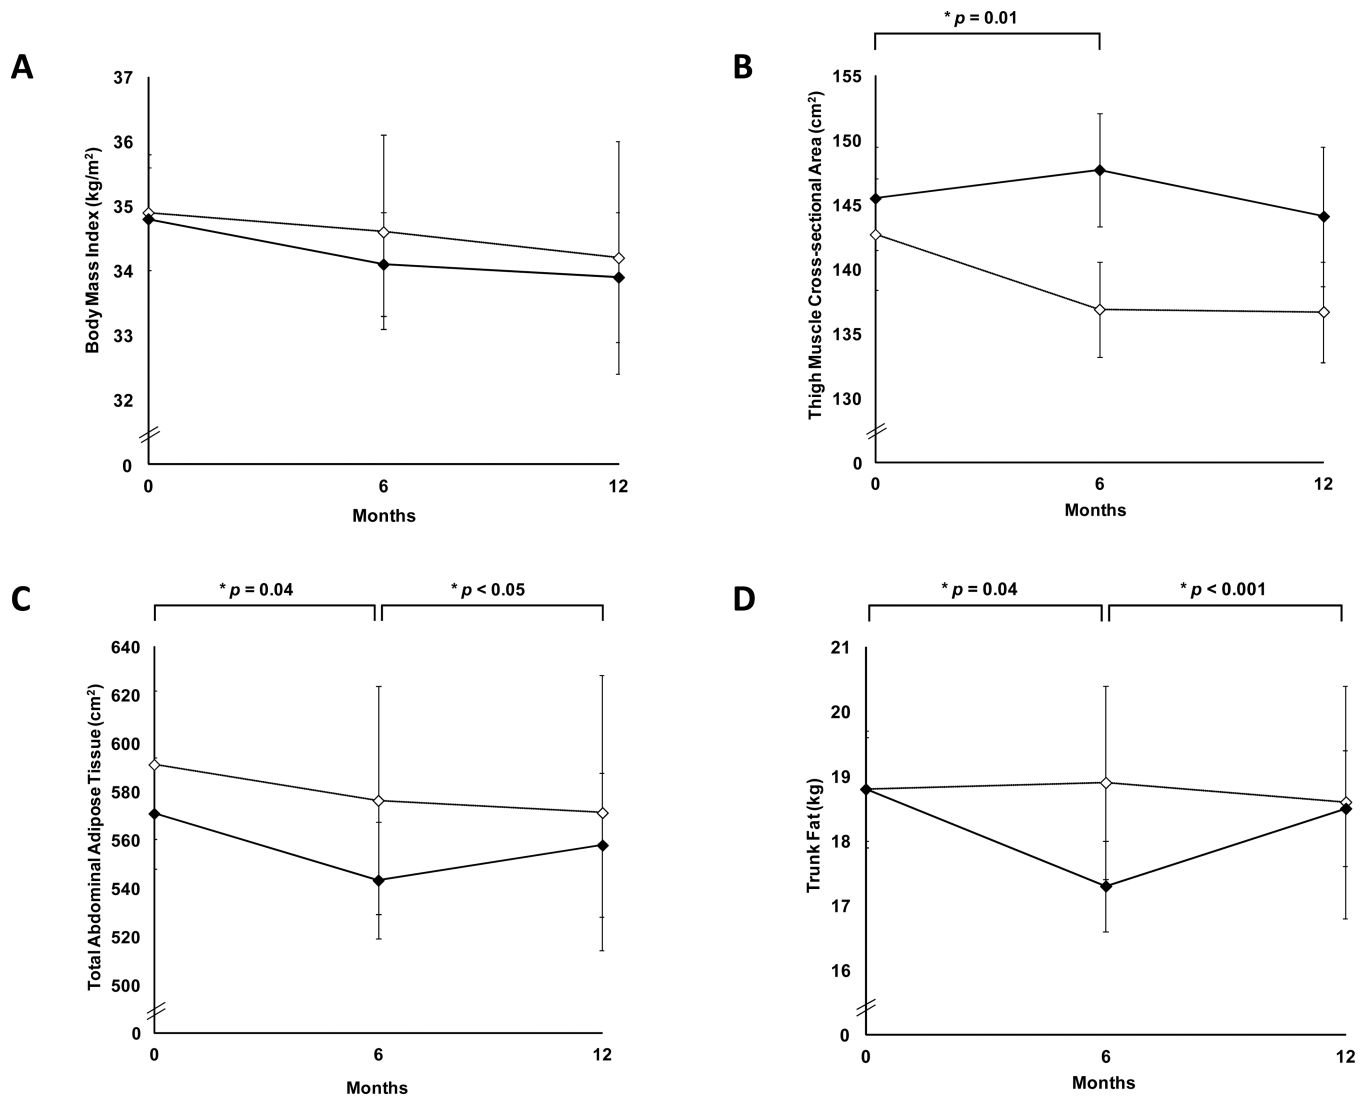 A
37
36
35
34
33
32
0
0 6 12
Months
Body Mass Index (kg/m²)
B
* p = 0.01
155
150
145
140
135
130
0
0 6 12
Months
Thigh Muscle Cross-sectional Area (cm²)
C
* p = 0.04 * p < 0.05
640
620
600
580
560
540
520
500
0
0 6 12
Months
Total Abdominal Adipose Tissue (cm²)
D
* p = 0.04 * p < 0.001
21
20
19
18
17
16
0
0 6 12
Months
Trunk Fat (kg)